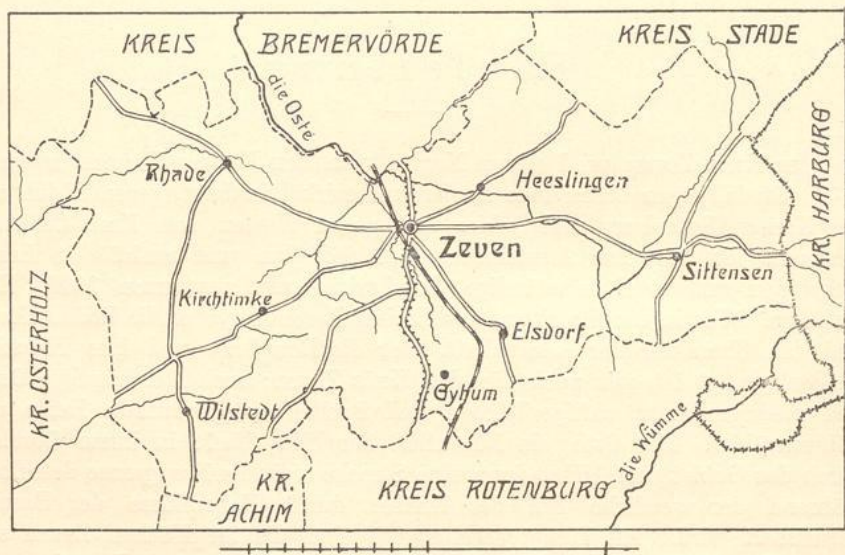 KREIS BREMERVÖRDE
KREIS STADE
die Oste
Rhade
Heeslingen
KR. HARBURG
Zeven
Sittensen
Kirchtimke
Elsdorf
KR. OSTERHOLZ
Gyhum
Wilstedt
die Wümme
KR.
ACHIM
KREIS ROTENBURG